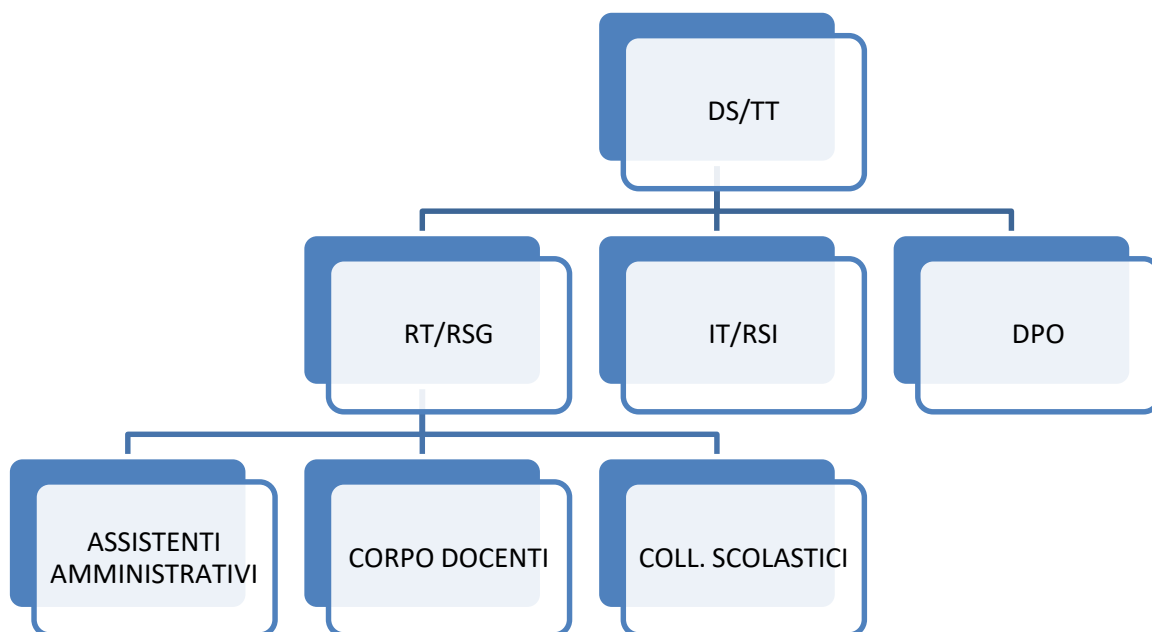 DS/TT
RT/RSG
IT/RSI
DPO
ASSISTENTI
AMMINISTRATIVI
CORPO DOCENTI
COLL. SCOLASTICI